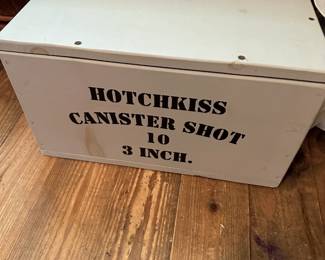 HOTCHKISS
CANISTER SHOT
10
3 INCH.